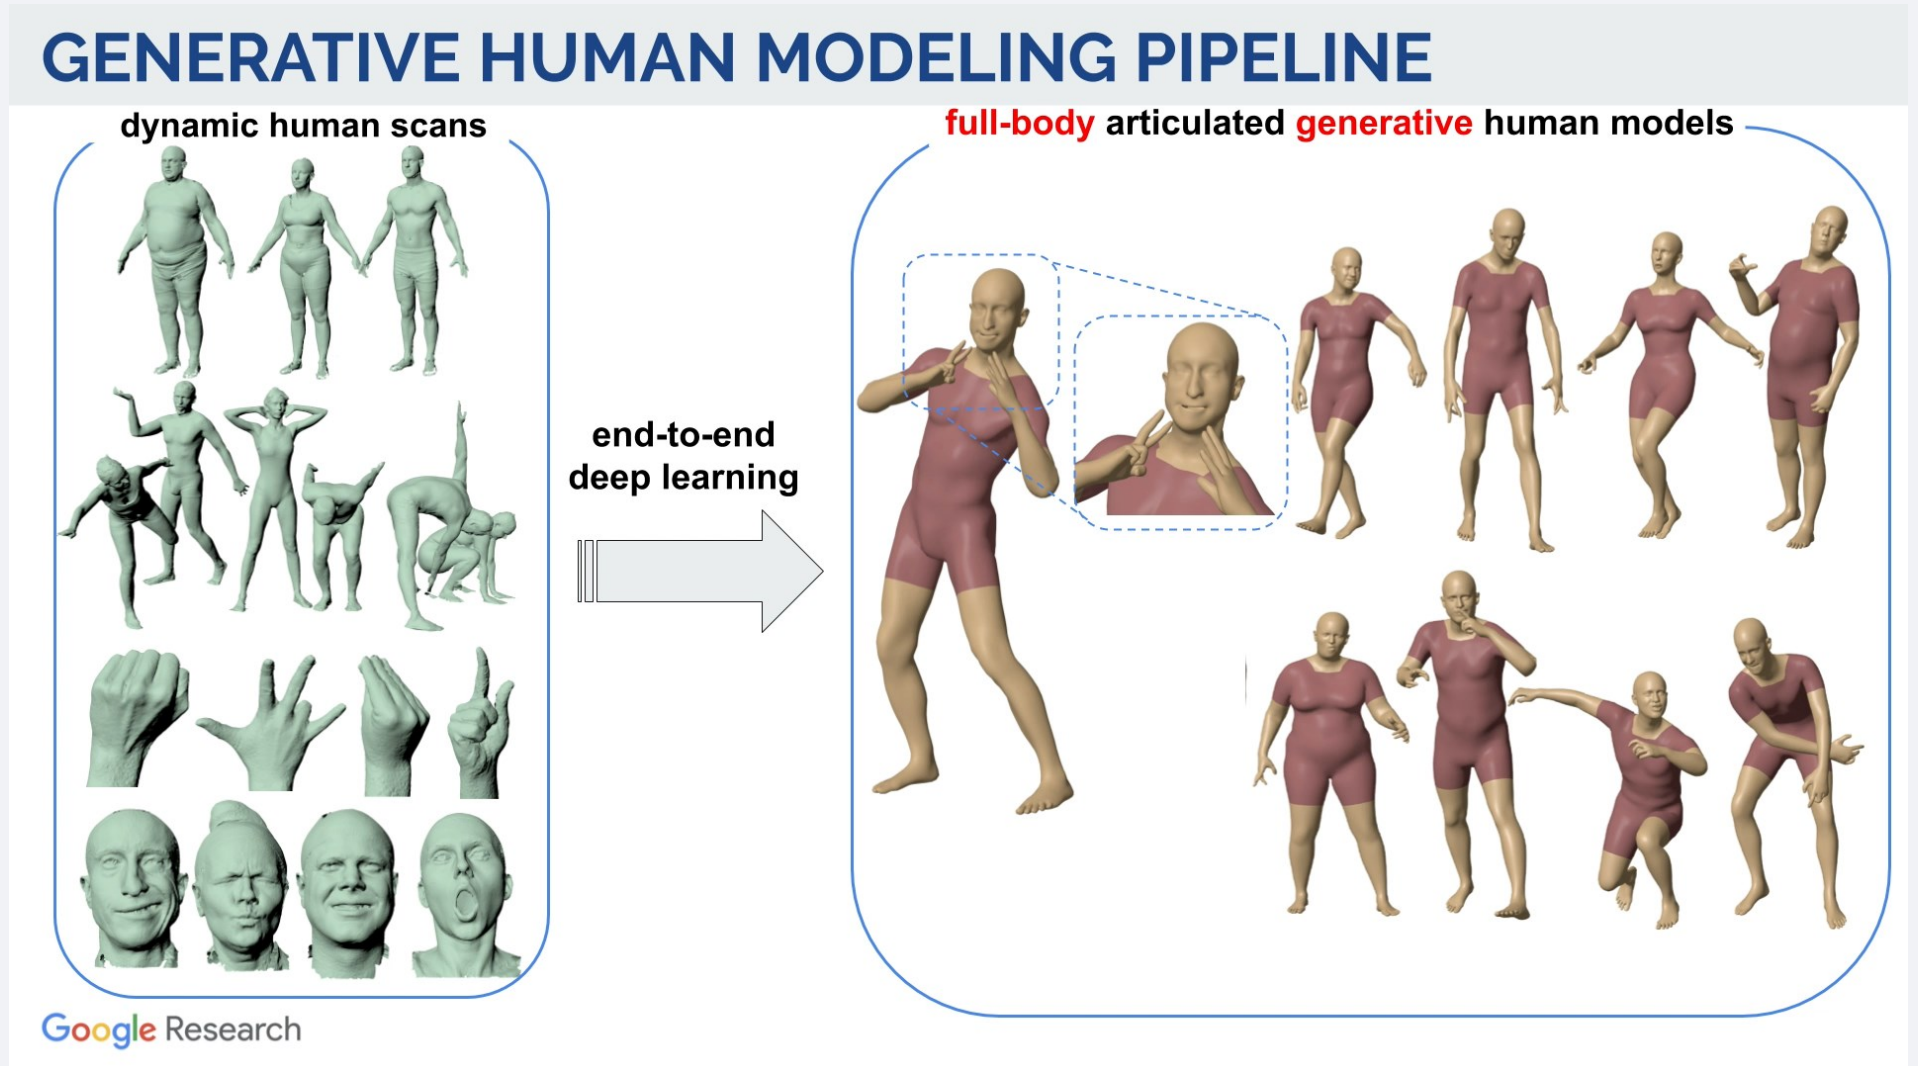 GENERATIVE HUMAN MODELING PIPELINE
dynamic human scans
end-to-end
deep learning
full-body articulated generative human models
Google Research